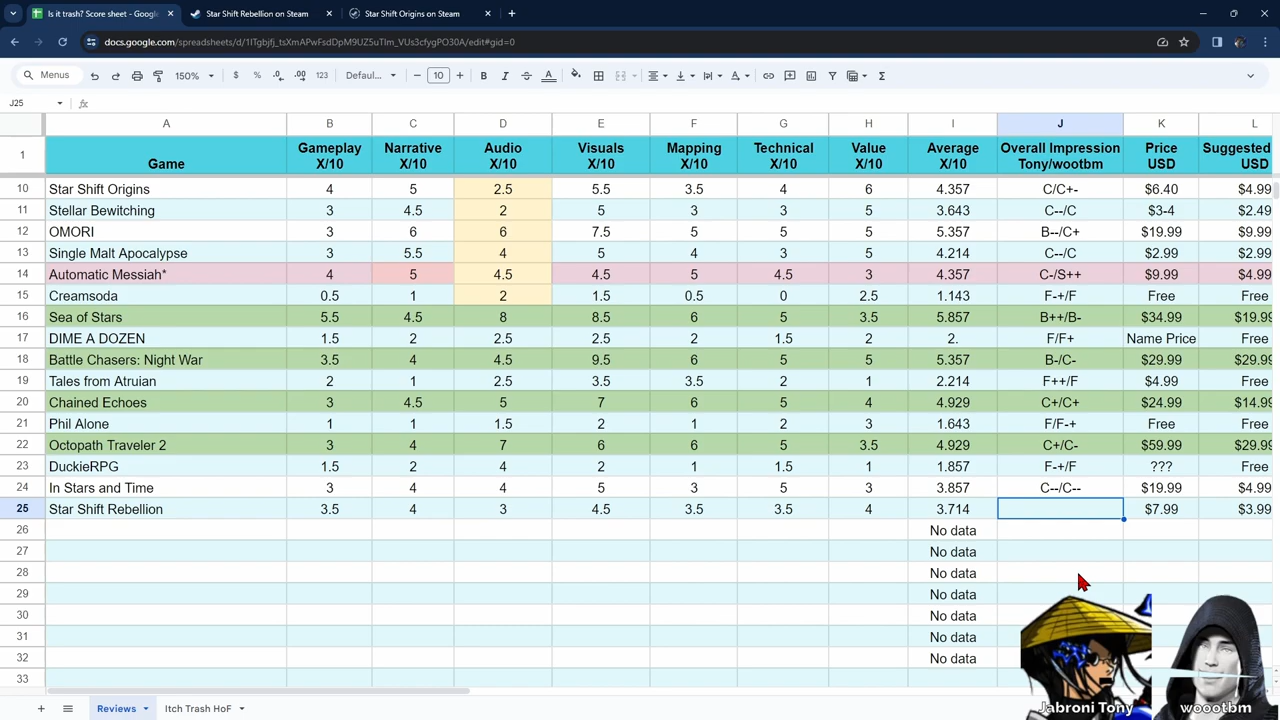 Is it trash? Score sheet - Google
Star Shift Rebellion on Steam
Star Shift Origins on Steam
Menus
150%
$ % .0 .00 123
Defaul...
10
B I
J25
A B C D E F G H I J K L
1 Game Gameplay X/10 Narrative X/10 Audio X/10 Visuals X/10 Mapping X/10 Technical X/10 Value X/10 Average X/10 Overall Impression Tony/wootbm Price USD Suggested USD
10 Star Shift Origins 4 5 2.5 5.5 3.5 4 6 4.357 C/C+- $6.40 $4.99
11 Stellar Bewitching 3 4.5 2 5 3 3 5 3.643 C--/C $3-4 $2.49
12 OMORI 3 6 6 7.5 5 5 5 5.357 B--/C+ $19.99 $9.99
13 Single Malt Apocalypse 3 5.5 4 5 4 3 5 4.214 C--/C $2.99 $2.99
14 Automatic Messiah* 4 5 4.5 4.5 5 4.5 3 4.357 C-/S++ $9.99 $4.99
15 Creamsoda 0.5 1 2 1.5 0.5 0 2.5 1.143 F-+/F Free Free
16 Sea of Stars 5.5 4.5 8 8.5 6 5 3.5 5.857 B++/B- $34.99 $19.99
17 DIME A DOZEN 1.5 2 2.5 2.5 2 1.5 2 2. F/F+ Name Price Free
18 Battle Chasers: Night War 3.5 4 4.5 9.5 6 5 5 5.357 B-/C- $29.99 $29.99
19 Tales from Atruian 2 1 2.5 3.5 3.5 2 1 2.214 F++/F $4.99 Free
20 Chained Echoes 3 4.5 5 7 6 5 4 4.929 C+/C+ $24.99 $14.99
21 Phil Alone 1 1 1.5 2 1 2 3 1.643 F/F-+ Free Free
22 Octopath Traveler 2 3 4 7 6 6 5 3.5 4.929 C+/C- $59.99 $29.99
23 DuckieRPG 1.5 2 4 2 1 1.5 1 1.857 F-+/F ??? Free
24 In Stars and Time 3 4 4 5 3 5 3 3.857 C--/C-- $19.99 $4.99
25 Star Shift Rebellion 3.5 4 3 4.5 3.5 3.5 4 3.714 $7.99 $3.99
26 No data
27 No data
28 No data
29 No data
30 No data
31 No data
32 No data
33
Jabroni Tony
woootbm
Reviews
Itch Trash HoF